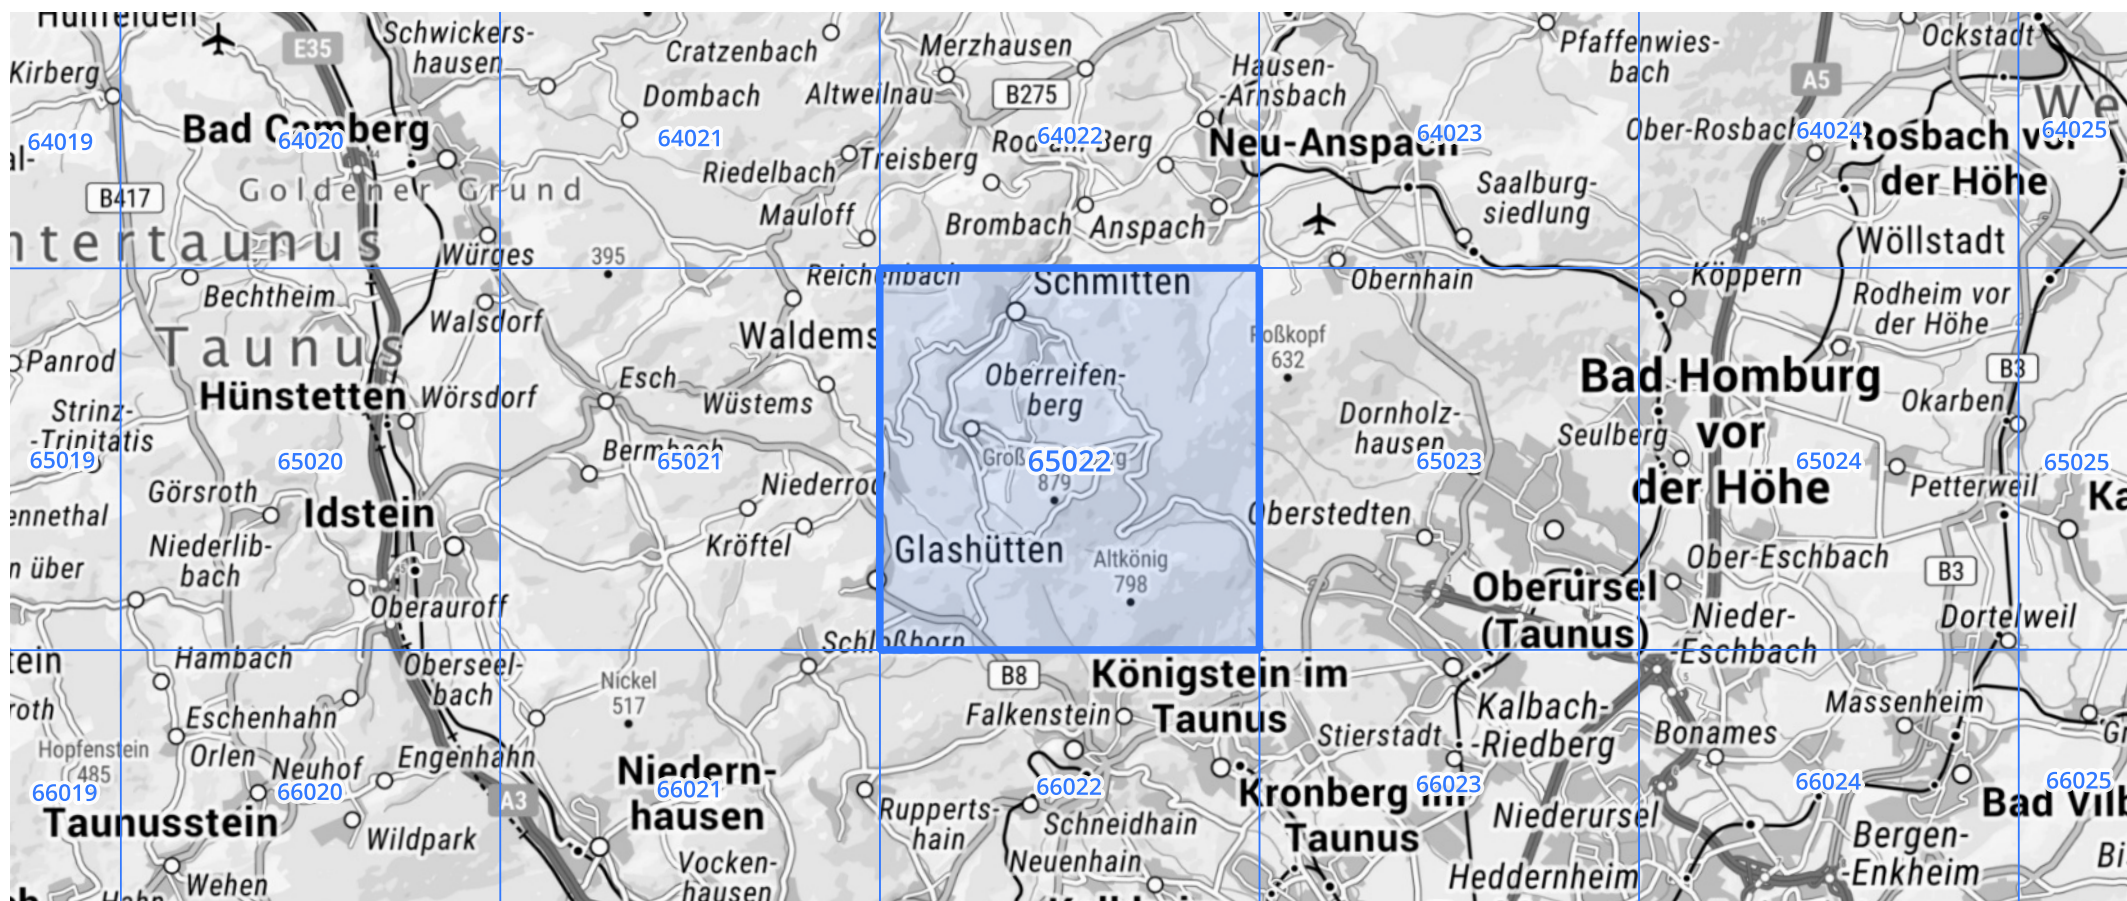 E35
Schwickers-
hausen
Cratzenbach
Merzhausen
Hausen-
-Arnsbach
Pfaffenwies-
bach
Ockstadt
Kirberg
Dombach
Altweilnau
B275
A5
Bad Camberg
64019
64020
64021
64022
64023
64024
64025
Rod am Berg
Neu-Anspach
Ober-Rosbach
Rosbach vor
der Höhe
B417
Goldener Grund
Riedelbach
Treisberg
Saalburg-
siedlung
Mauloff
Brombach
Anspach
Wöllstadt
Würges
395
Reichenbach
Schmitten
Obernhain
Köppern
Bechtheim
Walsdorf
Rodheim vor
der Höhe
Taunus
Waldems
Roßkopf
632
Panrod
Hünstetten
Wörsdorf
Esch
Wüstems
Oberreifen-
berg
Bad Homburg
vor
der Höhe
B3
Okarben
Strinz-
-Trinitatis
Dornholz-
hausen
Seulberg
Bermbach
65019
65020
65021
65022
65023
65024
65025
879
Görsroth
Niederrod
Petterweil
Idstein
Oberstedten
Niederlib-
bach
Kröftel
Glashütten
Altkönig
798
Ober-Eschbach
B3
Oberürsel
(Taunus)
Oberauroff
Nieder-
-Eschbach
Dortelweil
Schloßborn
Hambach
Oberseel-
bach
Nickel
517
B8
Königstein im
Taunus
Falkenstein
Kalbach-
-Riedberg
Massenheim
Eschenhahn
Orlen
Hopfenstein
485
Neuhof
Engenhahn
Stierstadt
Bonames
Niedern-
hausen
66019
66020
66021
66022
66023
66024
66025
A3
Kronberg im
Taunus
Taunusstein
Wildpark
Rupperts-
hain
Schneidhain
Niederursel
Bergen-
-Enkheim
Neuenhain
Vocken-
hausen
Heddernheim
Wehen